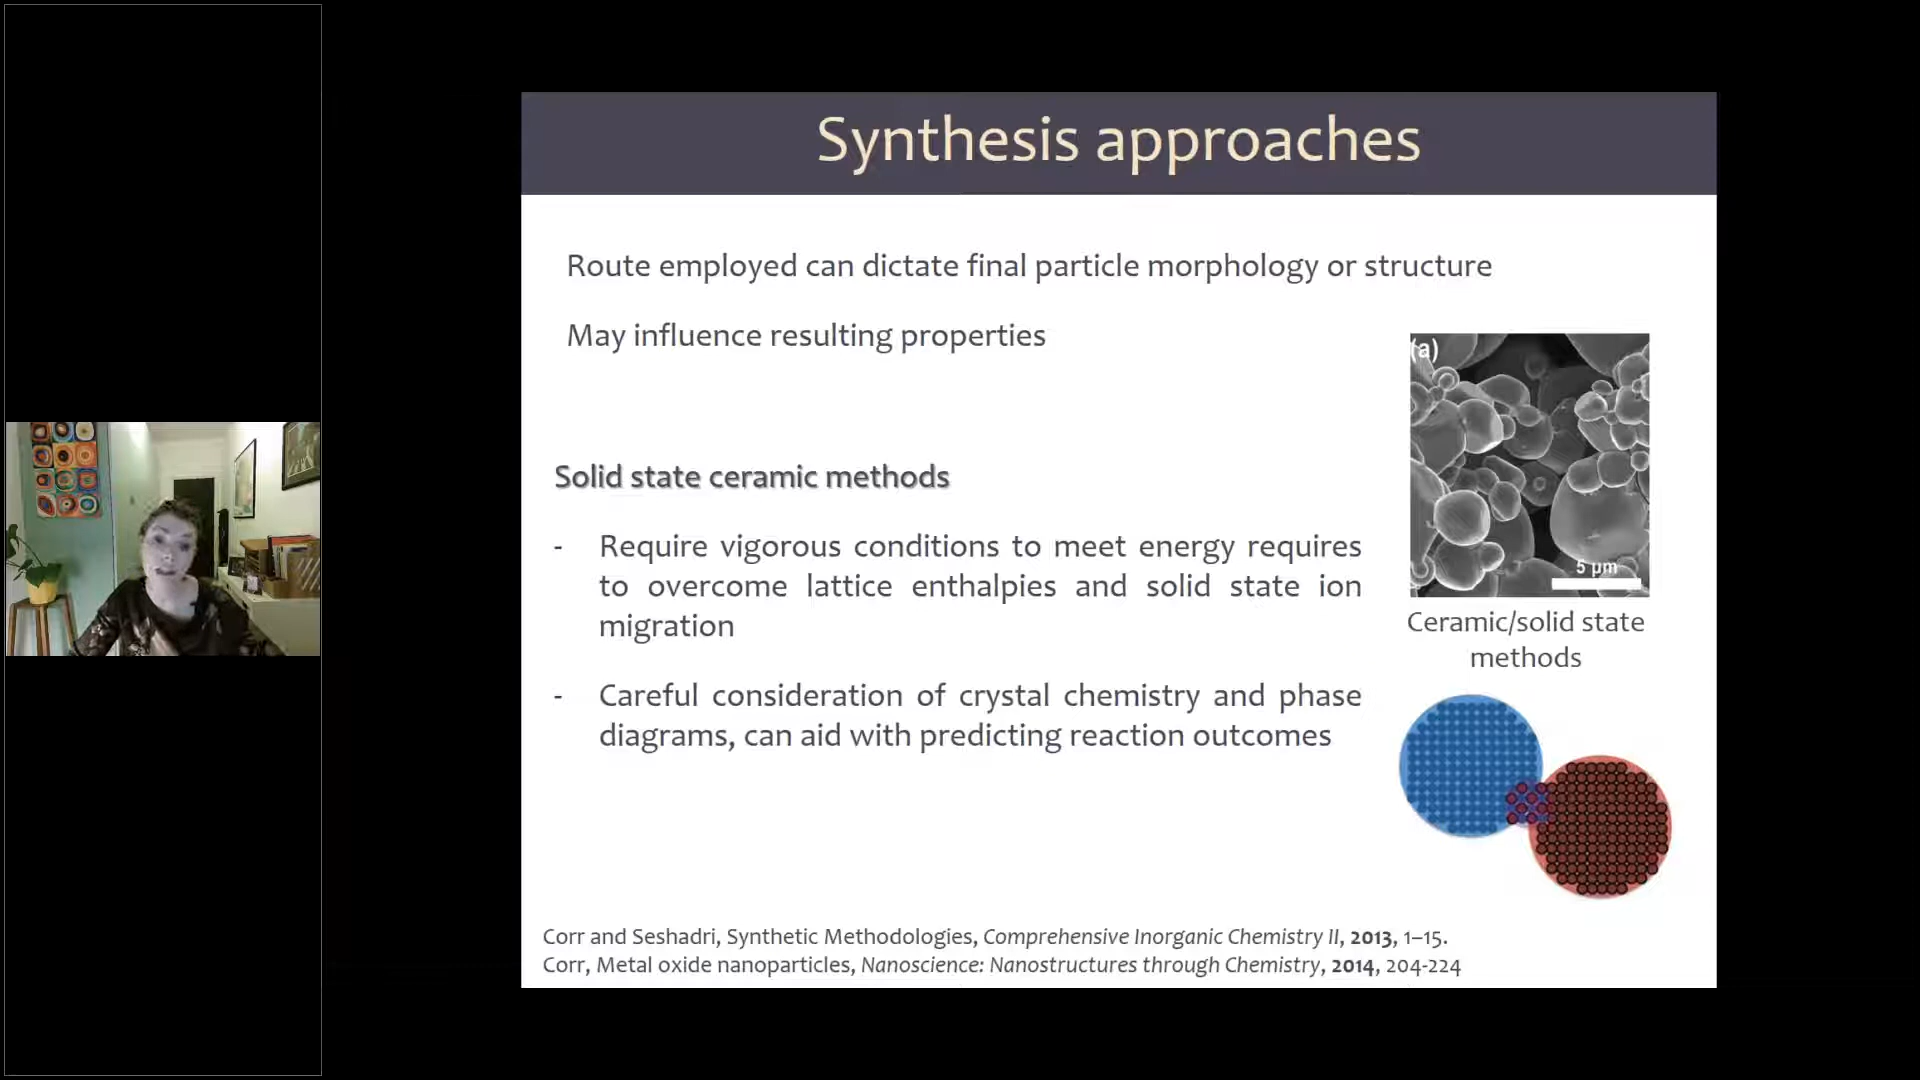 Synthesis approaches
Route employed can dictate final particle morphology or structure
May influence resulting properties
(a)
5 µm
Solid state ceramic methods
- Require vigorous conditions to meet energy requires
to overcome lattice enthalpies and solid state ion
migration
Ceramic/solid state
methods
- Careful consideration of crystal chemistry and phase
diagrams, can aid with predicting reaction outcomes
Corr and Seshadri, Synthetic Methodologies, Comprehensive Inorganic Chemistry II, 2013, 1–15.
Corr, Metal oxide nanoparticles, Nanoscience: Nanostructures through Chemistry, 2014, 204-224